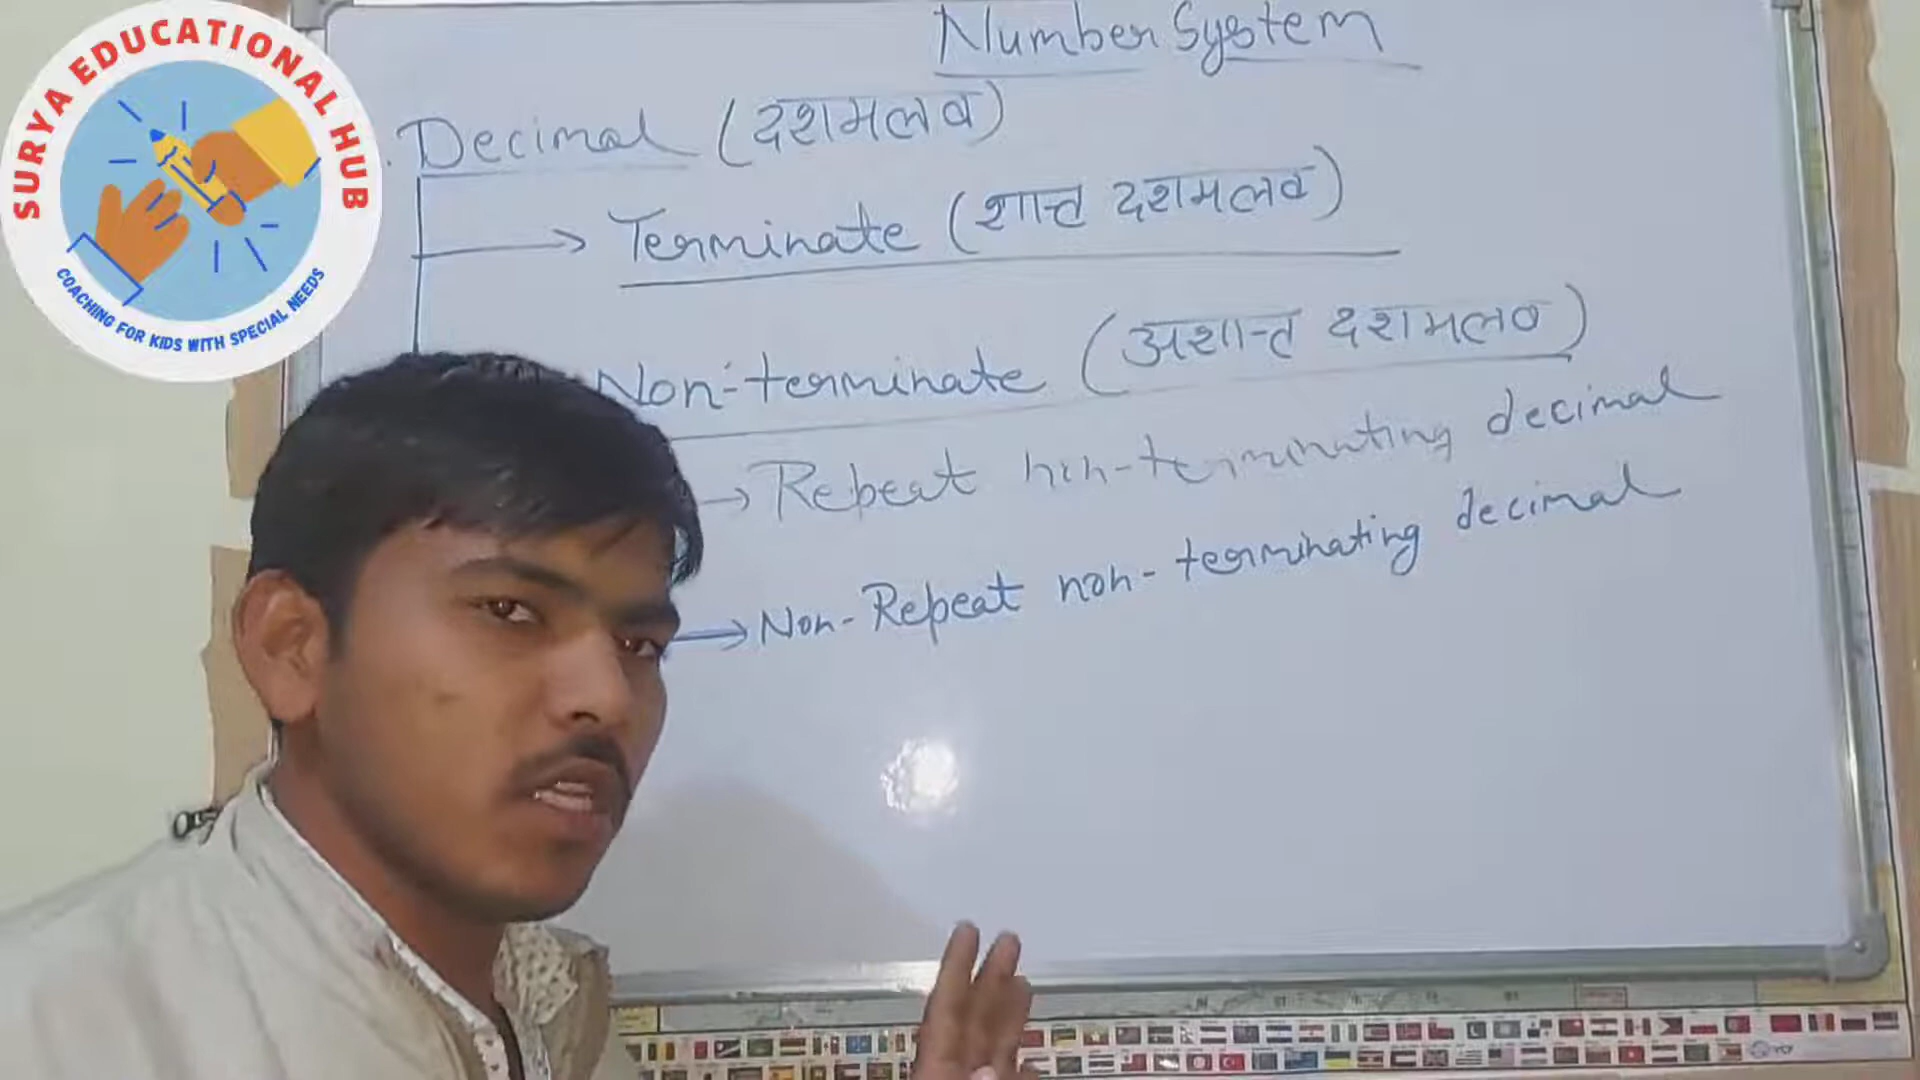 SURYA EDUCATIONAL HUB
COACHING FOR KIDS WITH SPECIAL NEEDS
Number System
Decimal (दशमलव)
Terminate (शान्त दशमलव)
Non-terminate (अशान्त दशमलव)
Repeat non-terminating decimal
Non-Repeat non-terminating decimal